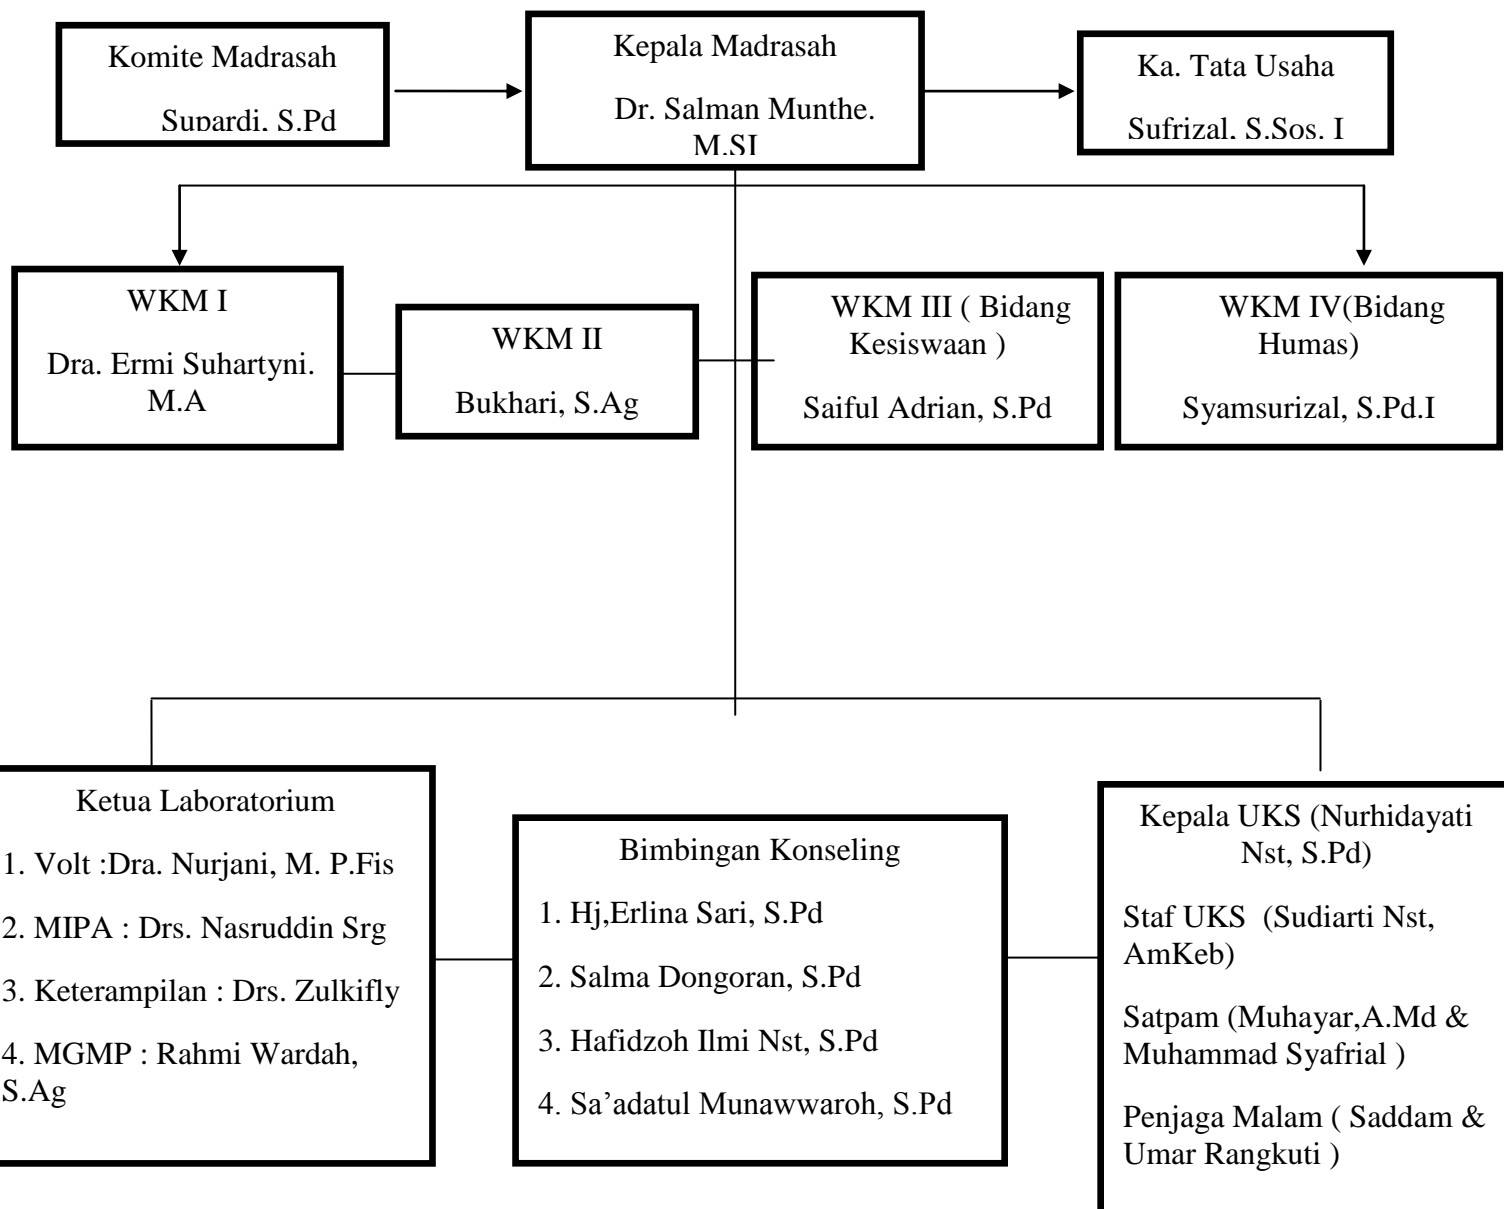 Komite Madrasah
Supardi, S.Pd
Kepala Madrasah
Dr. Salman Munthe.
M.SI
Ka. Tata Usaha
Sufrizal, S.Sos. I
WKM I
Dra. Ermi Suhartyni.
M.A
WKM II
Bukhari, S.Ag
WKM III ( Bidang
Kesiswaan )
Saiful Adrian, S.Pd
WKM IV(Bidang
Humas)
Syamsurizal, S.Pd.I
Ketua Laboratorium
1. Volt :Dra. Nurjani, M. P.Fis
2. MIPA : Drs. Nasruddin Srg
3. Keterampilan : Drs. Zulkifly
4. MGMP : Rahmi Wardah,
S.Ag
Bimbingan Konseling
1. Hj,Erlina Sari, S.Pd
2. Salma Dongoran, S.Pd
3. Hafidzoh Ilmi Nst, S.Pd
4. Sa’adatul Munawwaroh, S.Pd
Kepala UKS (Nurhidayati
Nst, S.Pd)
Staf UKS  (Sudiarti Nst,
AmKeb)
Satpam (Muhayar,A.Md &
Muhammad Syafrial )
Penjaga Malam ( Saddam &
Umar Rangkuti )